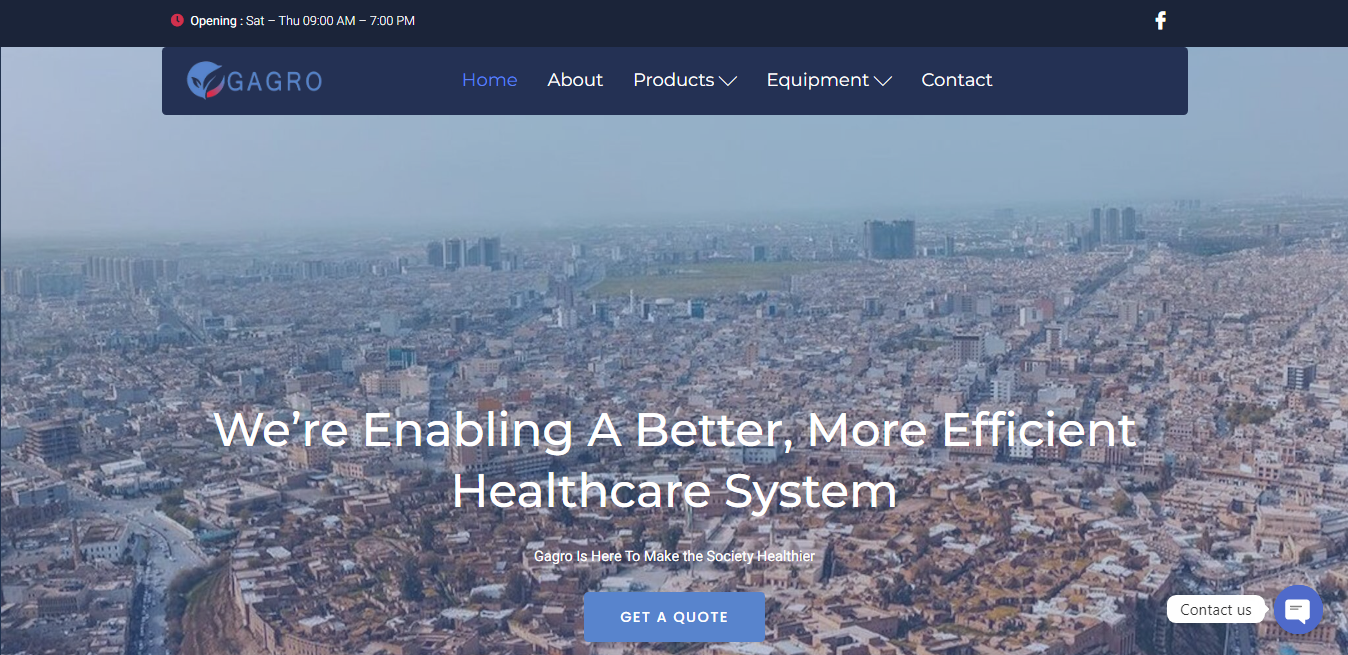 Opening : Sat – Thu 09:00 AM – 7:00 PM
GAGRO
Home About Products Equipment Contact
We’re Enabling A Better, More Efficient
Healthcare System
Gagro Is Here To Make the Society Healthier
GET A QUOTE
Contact us